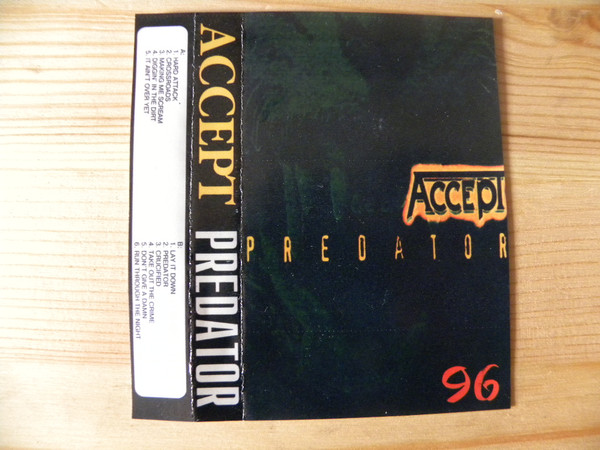 A:
1. HARD ATTACK
2. CROSSROADS
3. MAKING ME SCREAM
4. DIGGIN' IN THE DIRT
5. IT AIN'T OVER YET
B:
1. LAY IT DOWN
2. PREDATOR
3. CRUCIFIED
4. TAKE OUT THE CRIME
5. DON'T GIVE A DAMN
6. RUN THROUGH THE NIGHT
ACCEPT PREDATOR
ACCEPT
PREDATOR
96